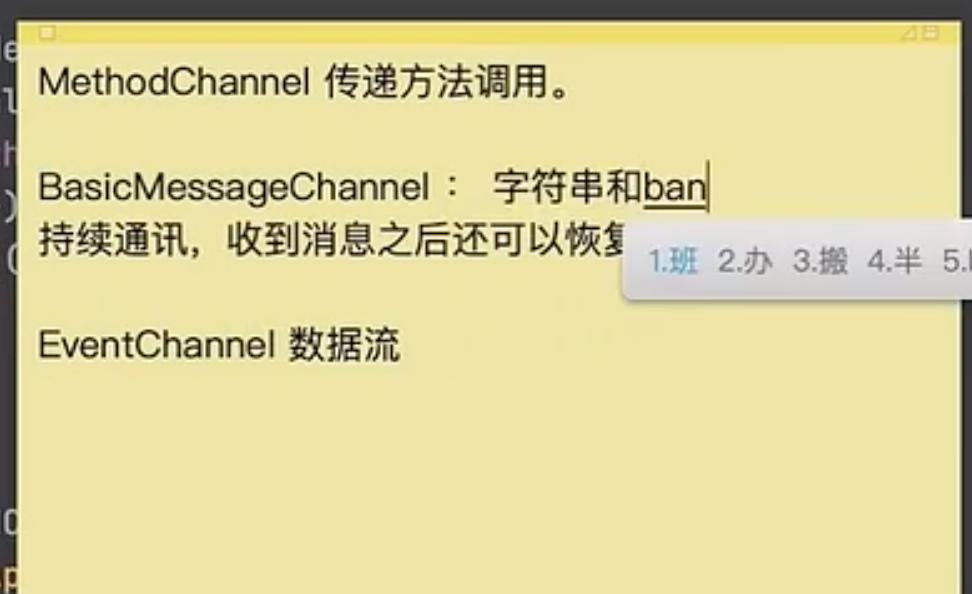 MethodChannel 传递方法调用。
BasicMessageChannel ： 字符串和ban
持续通讯，收到消息之后还可以恢复
1.班 2.办 3.搬 4.半 5.
EventChannel 数据流